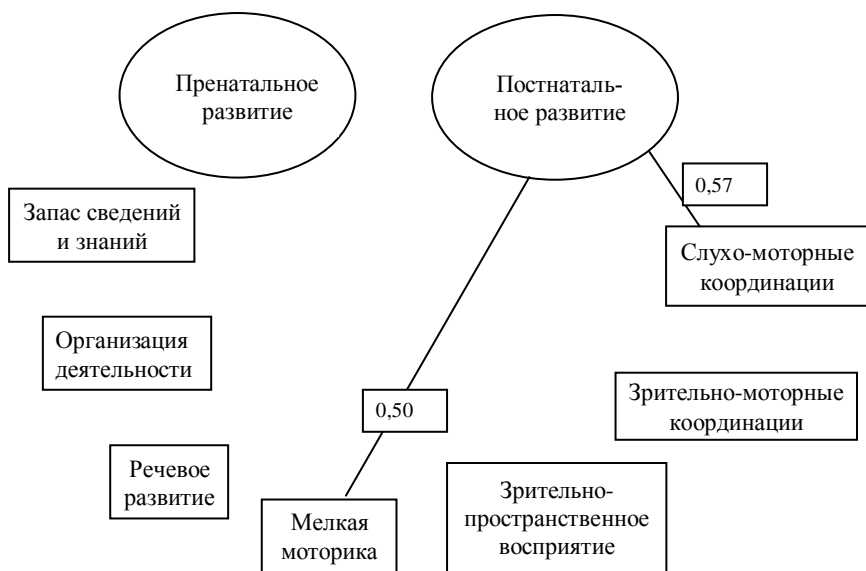 Пренатальное
развитие
Постнаталь-
ное развитие
0,57
Запас сведений
и знаний
Слухо-моторные
координации
Организация
деятельности
0,50
Зрительно-моторные
координации
Речевое
развитие
Мелкая
моторика
Зрительно-
пространственное
восприятие